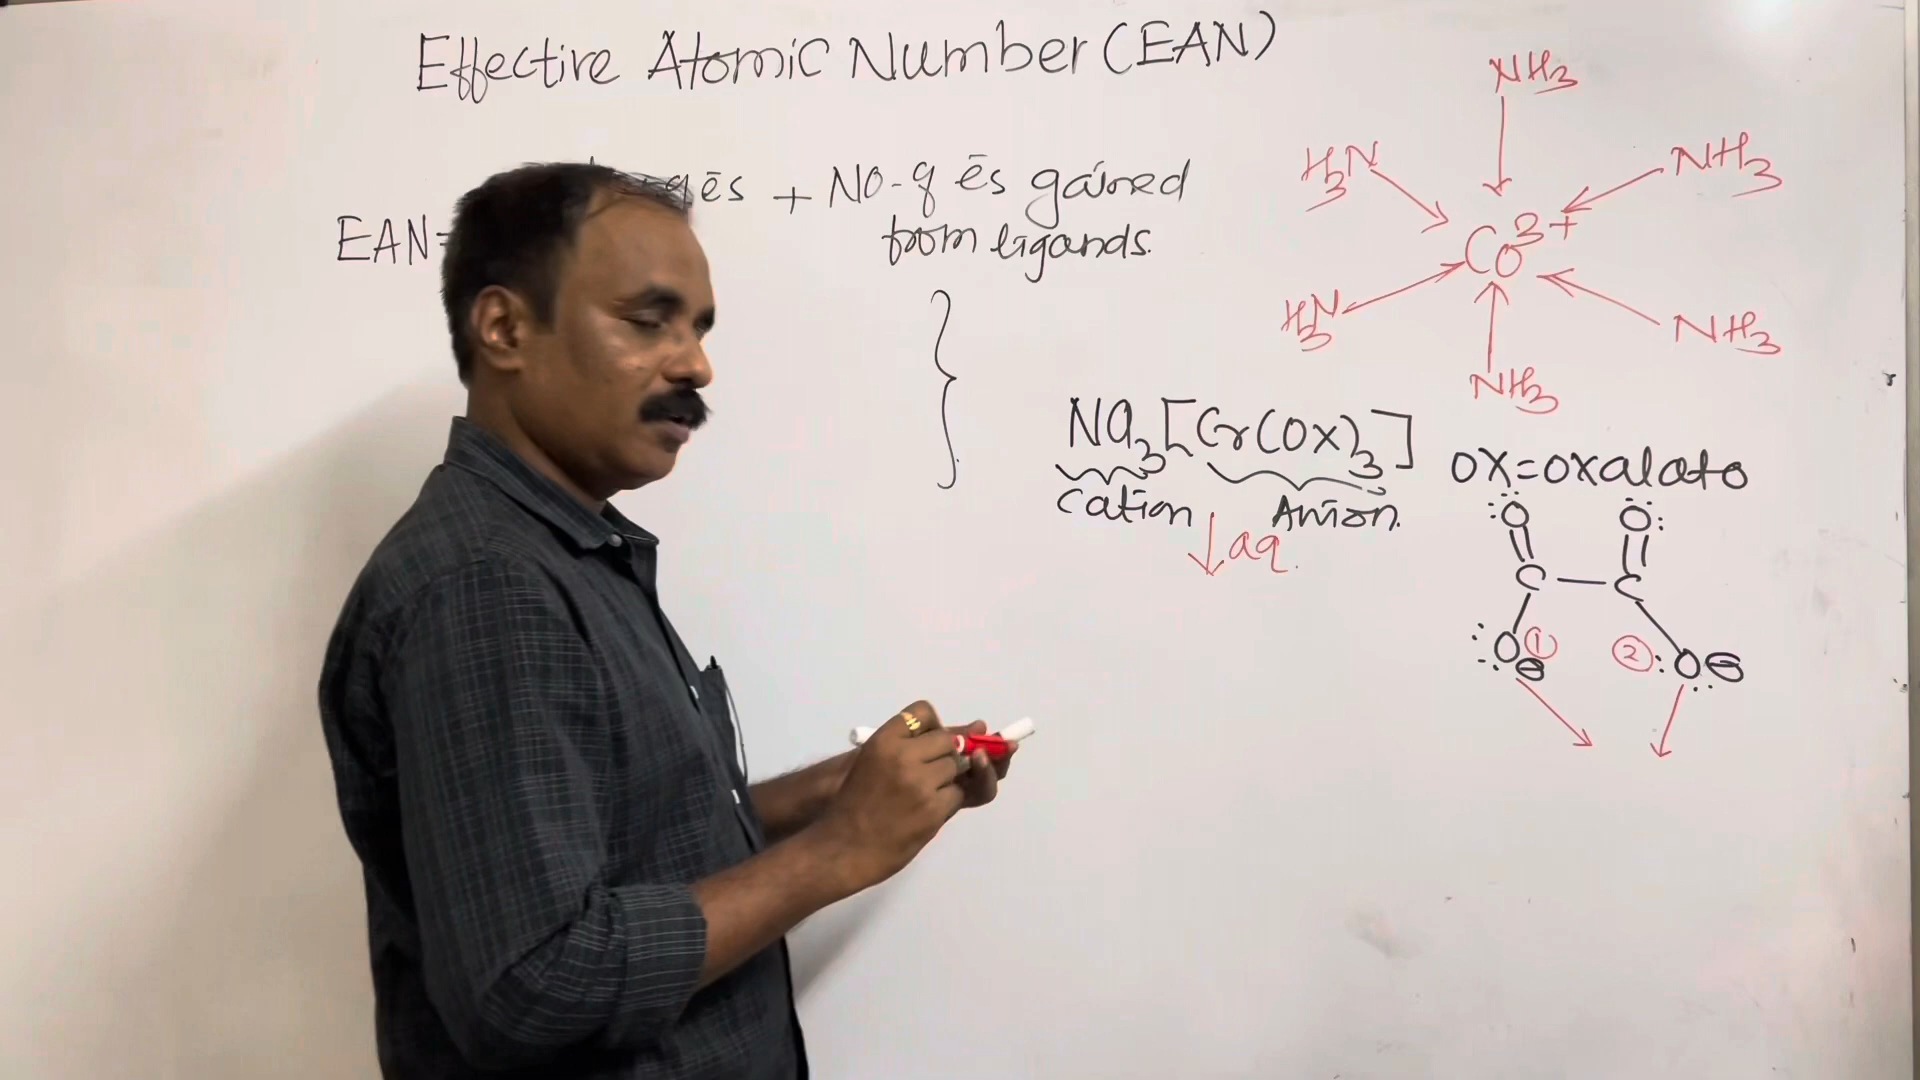 Effective Atomic Number (EAN)
ēs + NO. of ēs gained
EAN=
from ligands.
NH3
H3N
NH3
Co3+
H3N
NH3
NH3
Na3[Cr(Ox)3]
Cation
Anion.
↓aq.
OX=oxalato
:O:
O:
C — C
:O: ① ⊖
② :O: ⊖